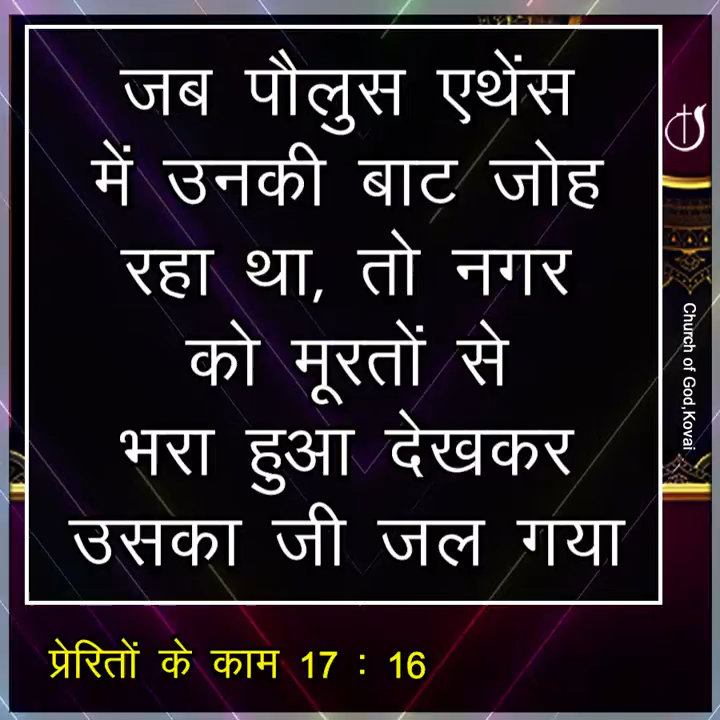 जब पौलुस एथेंस
में उनकी बाट जोह
रहा था, तो नगर
को मूरतों से
भरा हुआ देखकर
उसका जी जल गया
प्रेरितों के काम 17 : 16
Church of God,Kovai